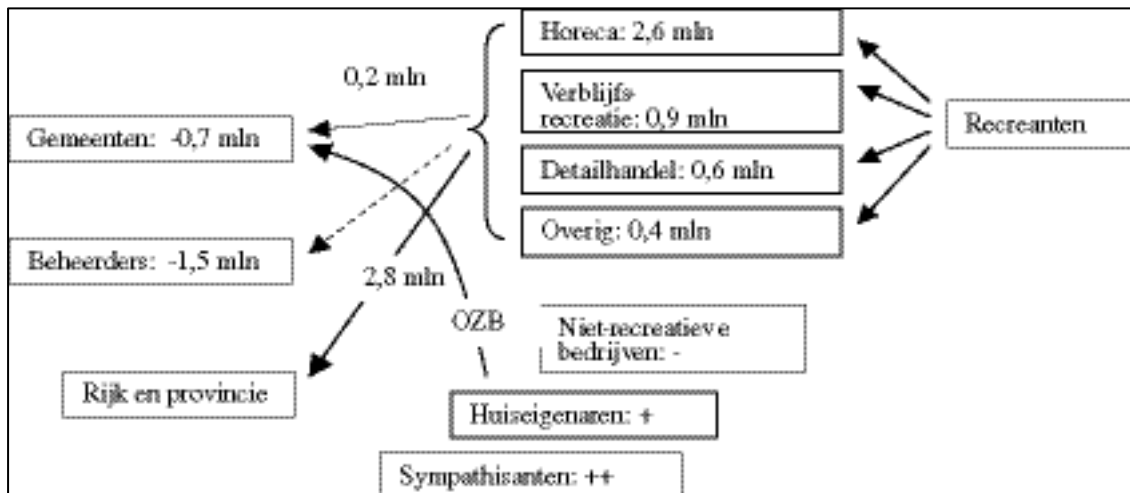 Horeca: 2,6 mln
0,2 mln
Verblijfs-
recreatie: 0,9 mln
Recreanten
Gemeenten: -0,7 mln
Detailhandel: 0,6 mln
Overig: 0,4 mln
Beheerders: -1,5 mln
2,8 mln
OZB
Niet-recreatieve
bedrijven: -
Rijk en provincie
Huiseigenaren: +
Sympathisanten: ++